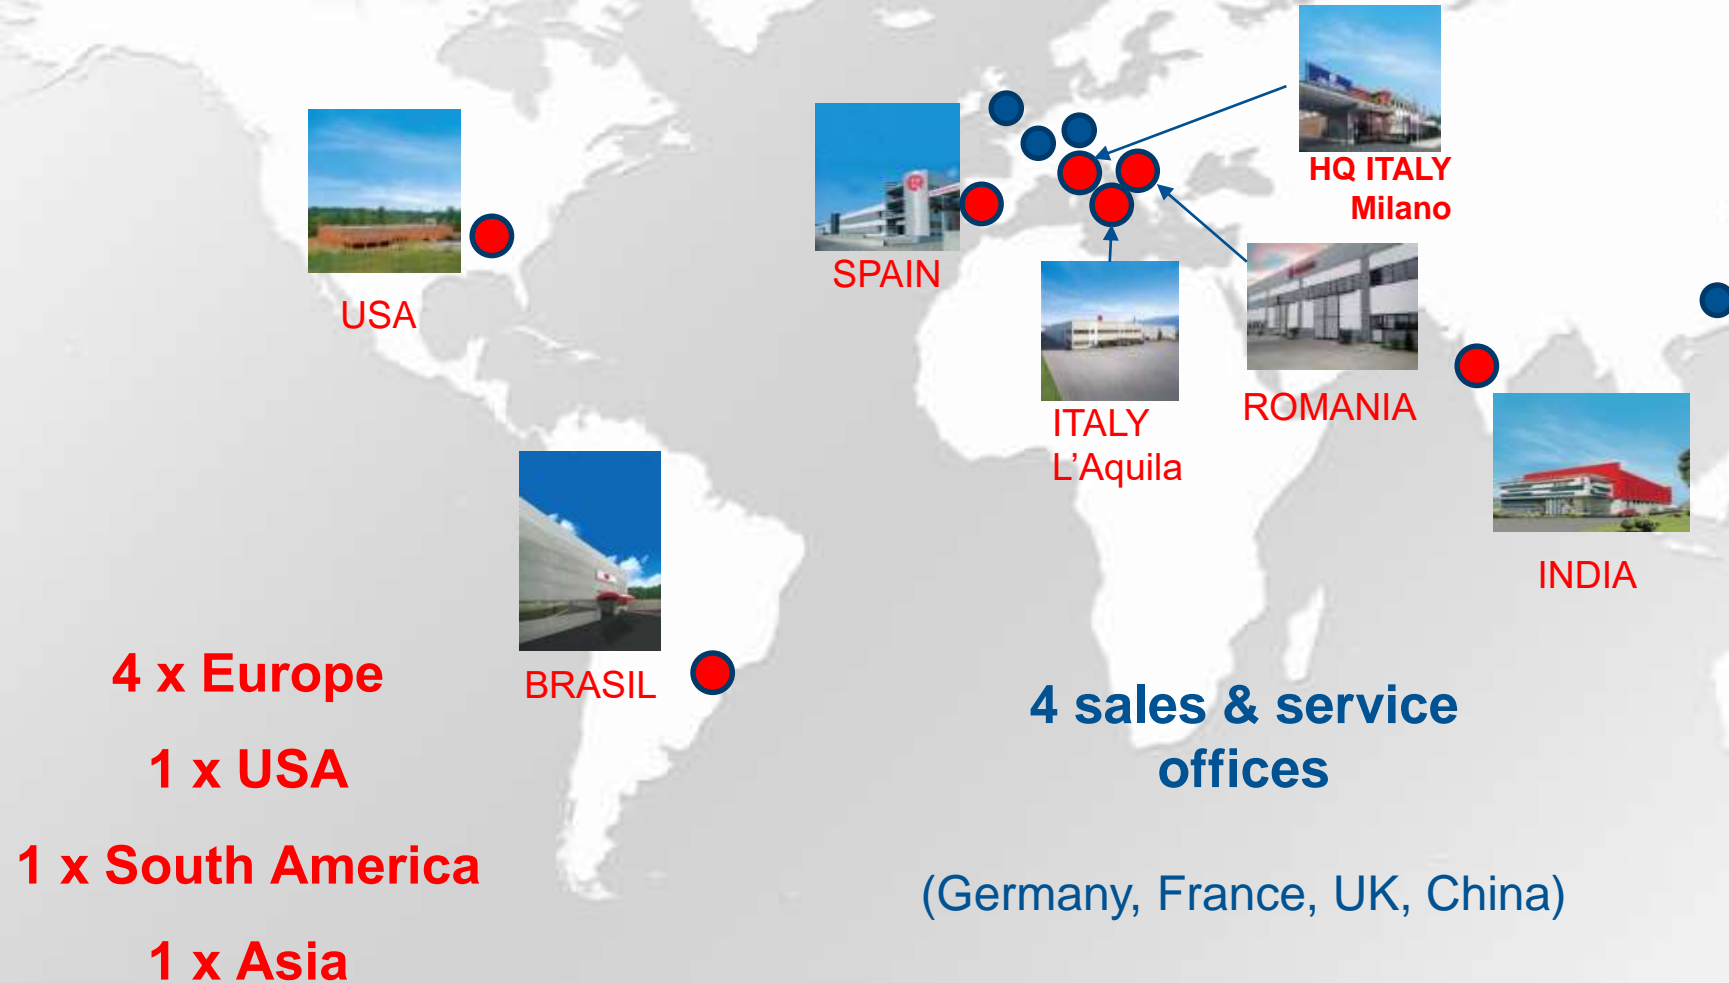 HQ ITALY
Milano
SPAIN
USA
ROMANIA
ITALY
L’Aquila
INDIA
BRASIL
4 x Europe
1 x USA
1 x South America
1 x Asia
4 sales & service
offices
(Germany, France, UK, China)